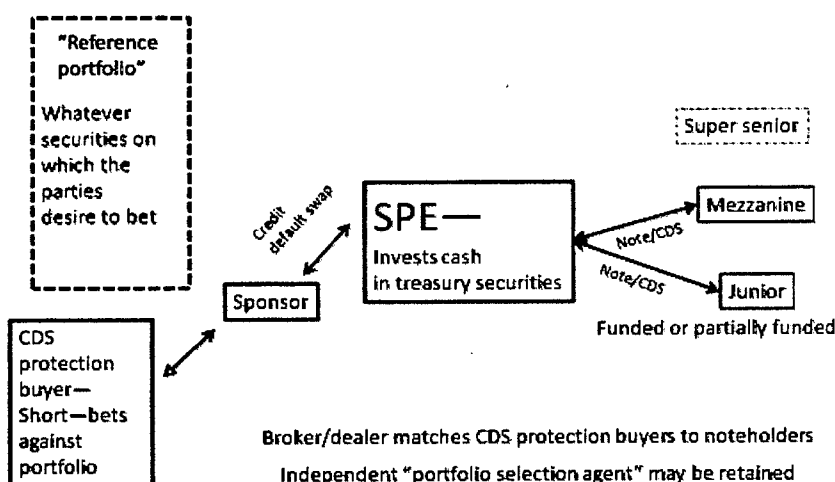 "Reference
portfolio"
Whatever
securities on
which the
parties
desire to bet
Super senior
Credit
default swap
SPE—
Invests cash
in treasury securities
Mezzanine
Note/CDS
Note/CDS
Sponsor
Junior
Funded or partially funded
CDS
protection
buyer—
Short—bets
against
portfolio
Broker/dealer matches CDS protection buyers to noteholders
Independent "portfolio selection agent" may be retained